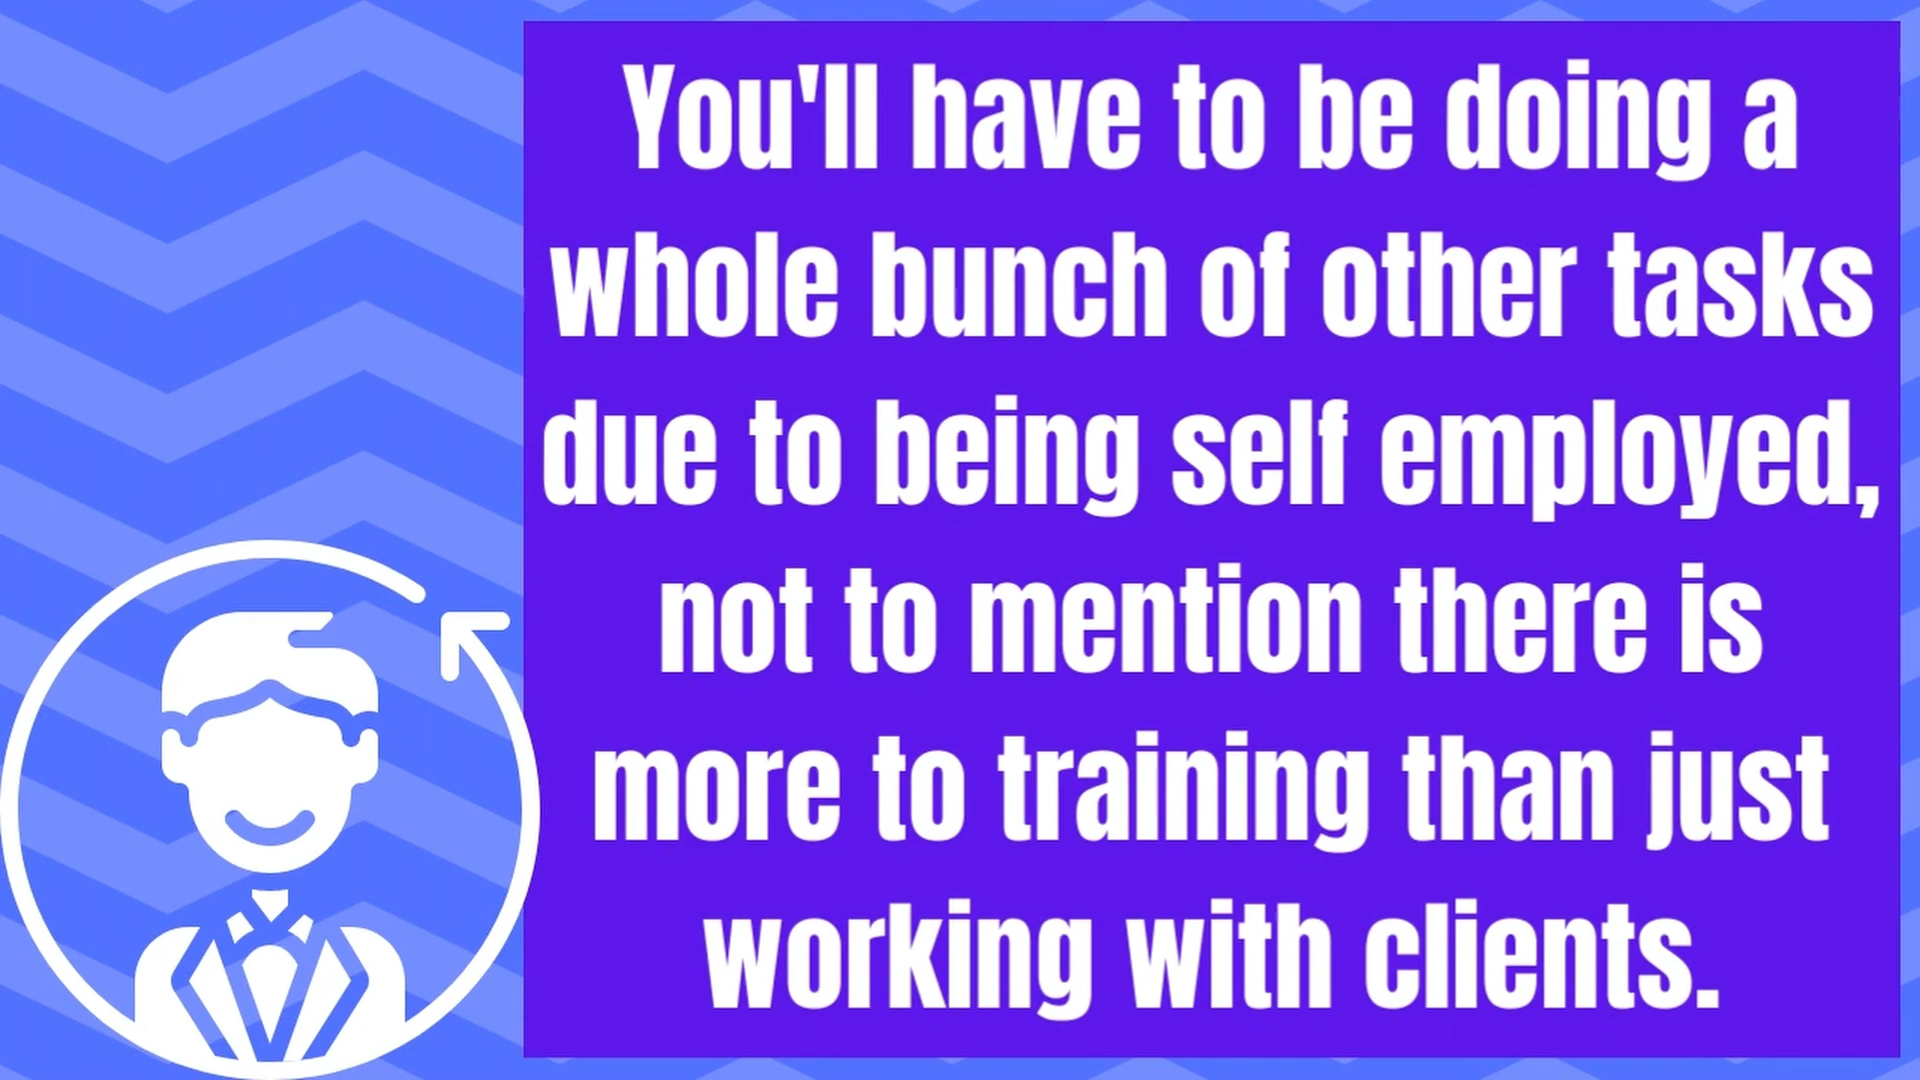 You'll have to be doing a
whole bunch of other tasks
due to being self employed,
not to mention there is
more to training than just
working with clients.